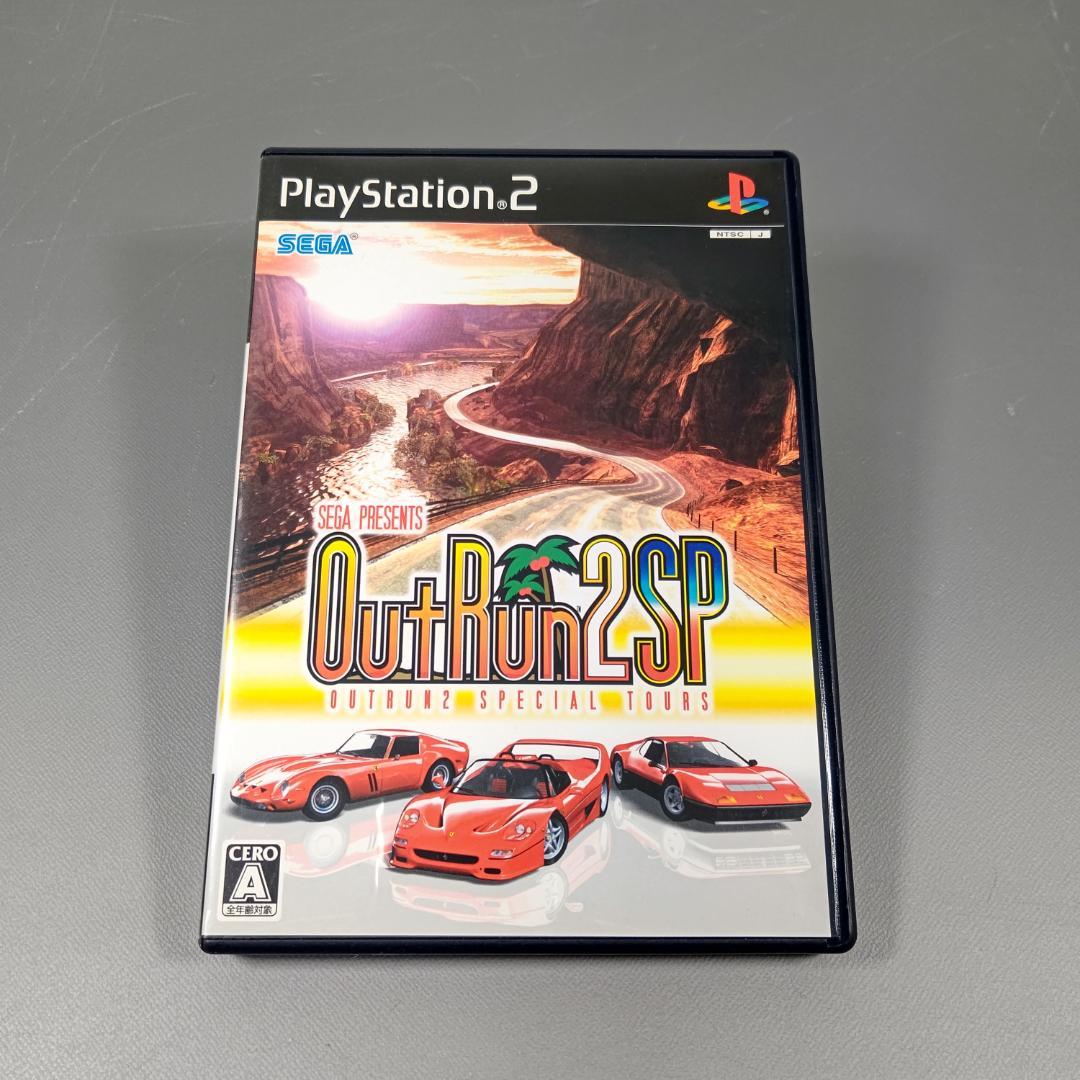 PlayStation®2
NTSC J
SEGA®
SEGA PRESENTS
OutRun2SP
OUTRUN2 SPECIAL TOURS
CERO
A
全年齢対象